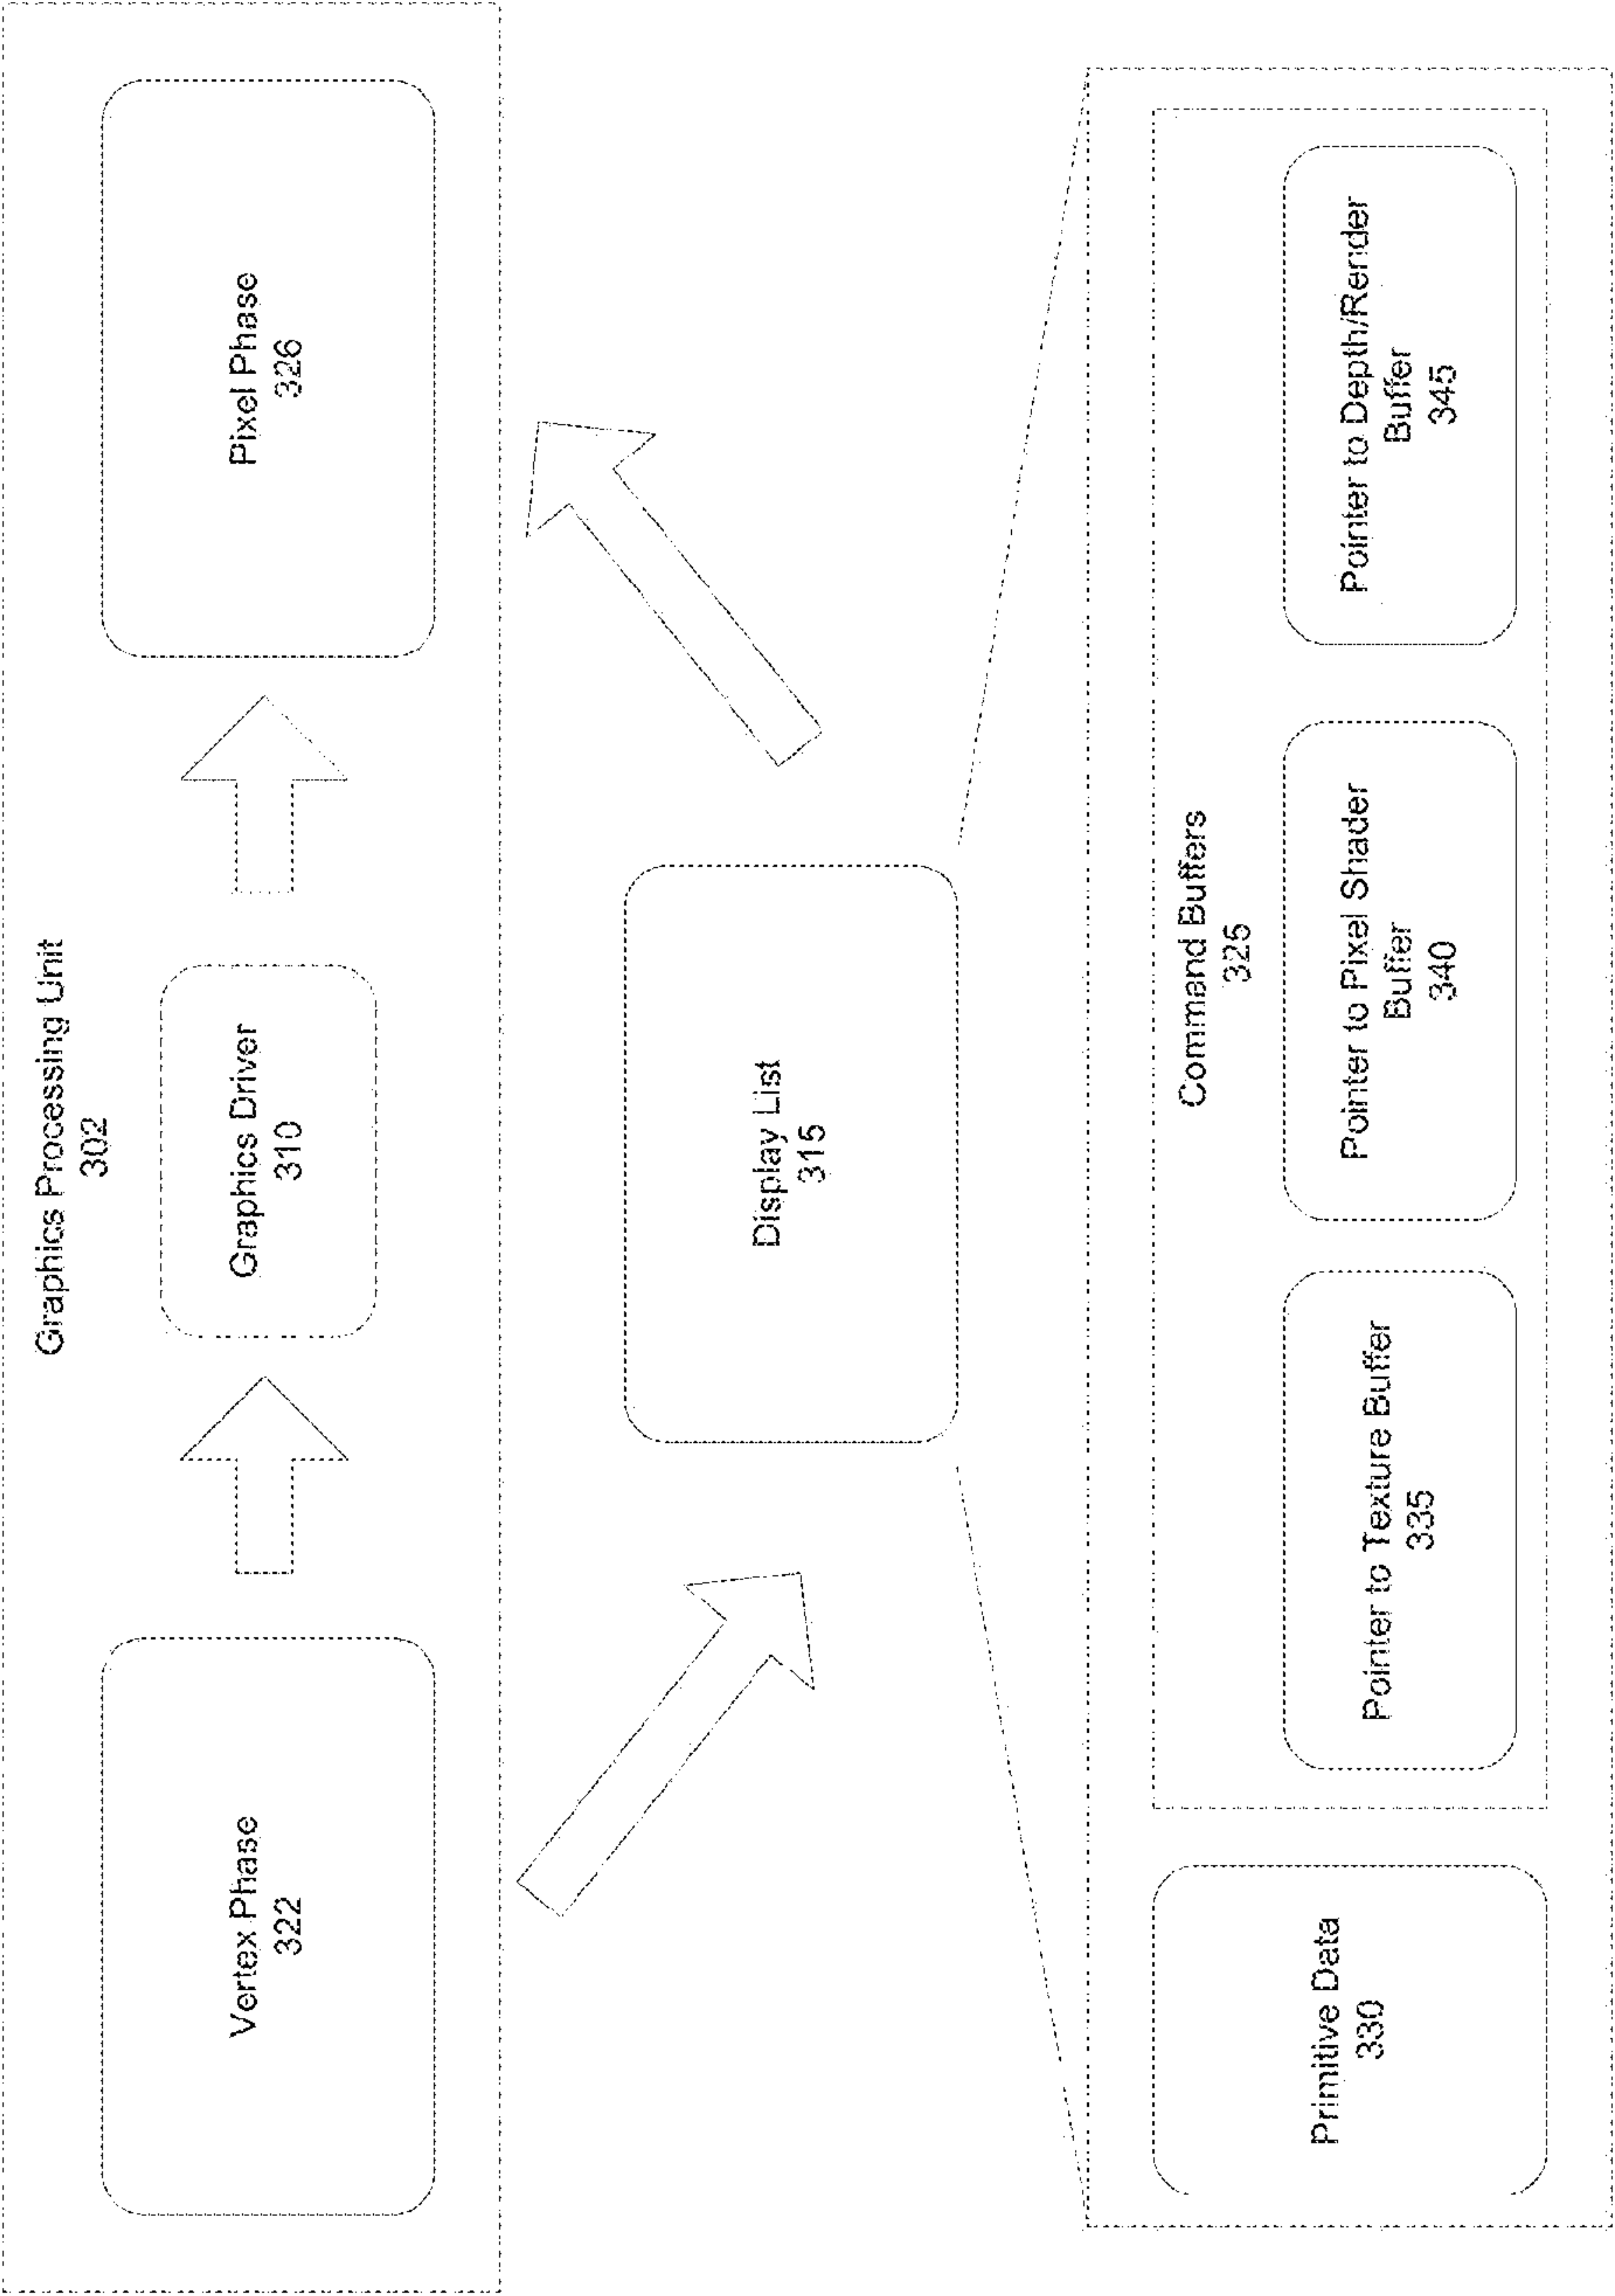 Graphics Processing Unit
302
Vertex Phase
322
Graphics Driver
310
Pixel Phase
326
Display List
315
Command Buffers
325
Primitive Data
330
Pointer to Texture Buffer
335
Pointer to Pixel Shader
Buffer
340
Pointer to Depth/Render
Buffer
345